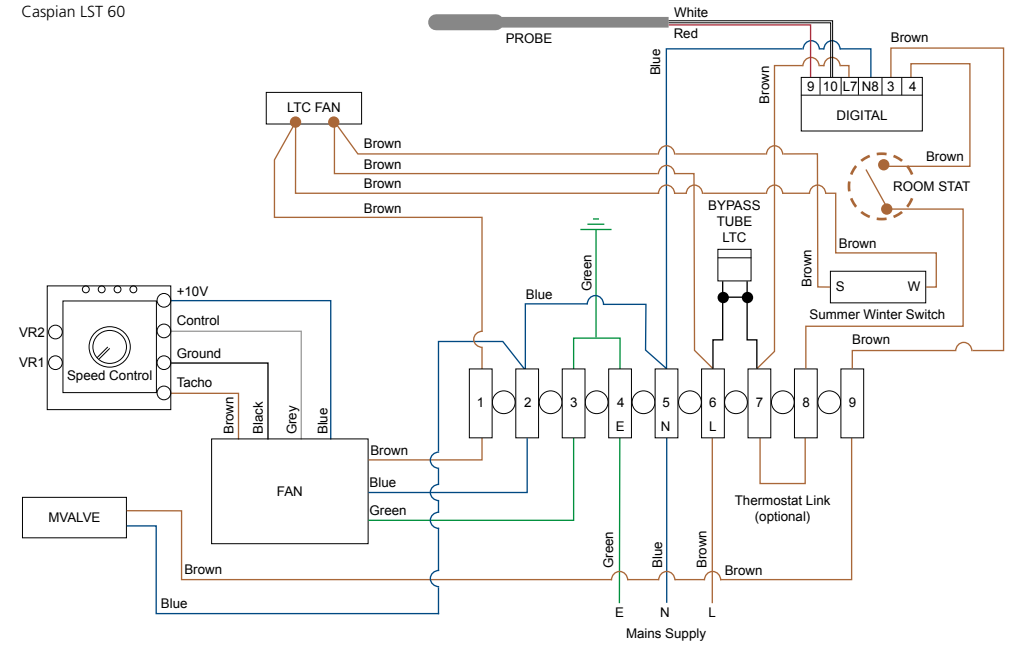 Caspian LST 60
White
PROBE
Red
Brown
Blue
Brown
9 10 L7 N8 3 4
DIGITAL
LTC FAN
Brown
Brown
Brown
Brown
Brown
ROOM STAT
BYPASS
TUBE
LTC
Brown
Brown
Green
S W
Summer Winter Switch
Blue
+10V
Control
VR2
Ground
VR1
Speed Control
Tacho
Brown
Brown
Black
Grey
Blue
1 2 3 4 5 6 7 8 9
E N L
Brown
Blue
Green
FAN
Thermostat Link
(optional)
MVALVE
Green
Blue
Brown
Brown
Brown
Blue
E N L
Mains Supply